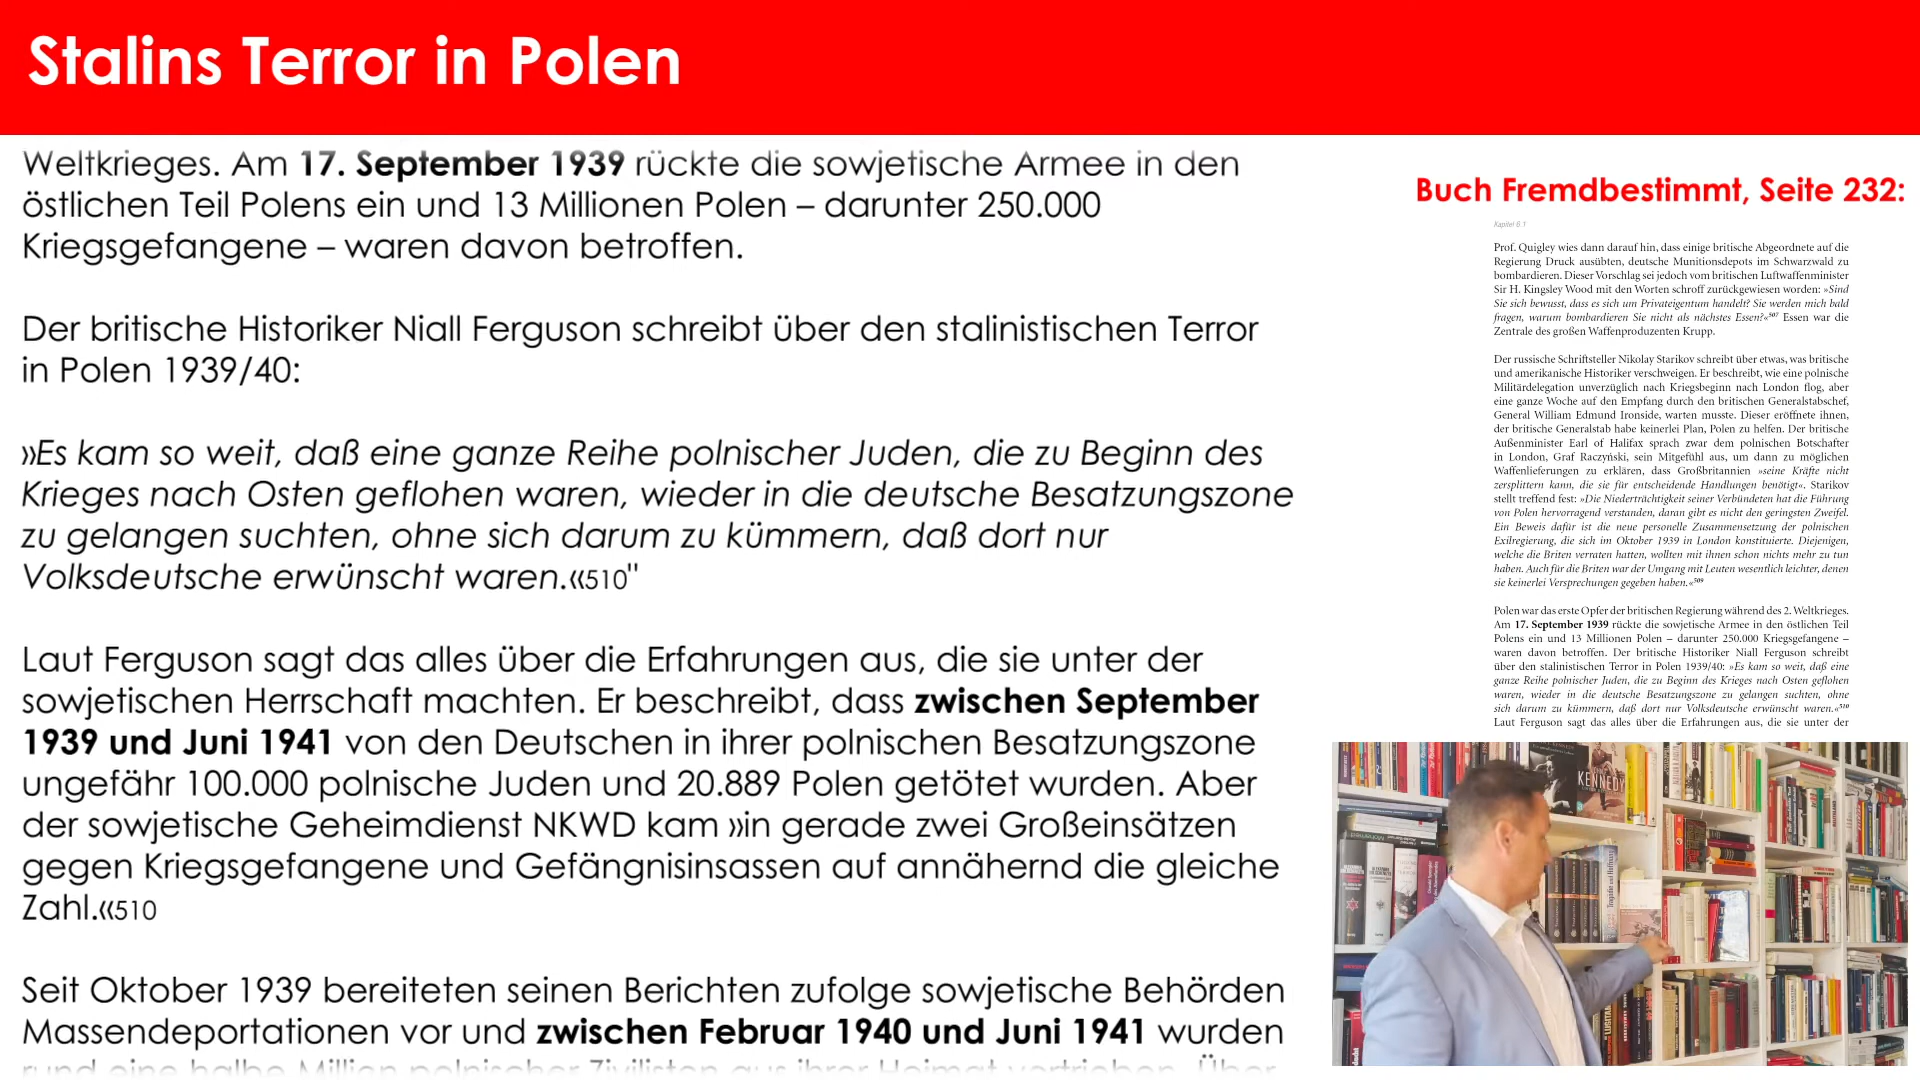 Stalins Terror in Polen
Weltkrieges. Am 17. September 1939 rückte die sowjetische Armee in den
östlichen Teil Polens ein und 13 Millionen Polen – darunter 250.000
Kriegsgefangene – waren davon betroffen.
Der britische Historiker Niall Ferguson schreibt über den stalinistischen Terror
in Polen 1939/40:
»Es kam so weit, daß eine ganze Reihe polnischer Juden, die zu Beginn des
Krieges nach Osten geflohen waren, wieder in die deutsche Besatzungszone
zu gelangen suchten, ohne sich darum zu kümmern, daß dort nur
Volksdeutsche erwünscht waren.«510"
Laut Ferguson sagt das alles über die Erfahrungen aus, die sie unter der
sowjetischen Herrschaft machten. Er beschreibt, dass zwischen September
1939 und Juni 1941 von den Deutschen in ihrer polnischen Besatzungszone
ungefähr 100.000 polnische Juden und 20.889 Polen getötet wurden. Aber
der sowjetische Geheimdienst NKWD kam »in gerade zwei Großeinsätzen
gegen Kriegsgefangene und Gefängnisinsassen auf annähernd die gleiche
Zahl.«510
Seit Oktober 1939 bereiteten seinen Berichten zufolge sowjetische Behörden
Massendeportationen vor und zwischen Februar 1940 und Juni 1941 wurden
rund eine halbe Million polnischer Zivilisten aus ihrer Heimat vertrieben. Über
Buch Fremdbestimmt, Seite 232:
Kapitel 6.1
Prof. Quigley wies dann darauf hin, dass einige britische Abgeordnete auf die
Regierung Druck ausübten, deutsche Munitionsdepots im Schwarzwald zu
bombardieren. Dieser Vorschlag sei jedoch vom britischen Luftwaffenminister
Sir H. Kingsley Wood mit den Worten schroff zurückgewiesen worden: »Sind
Sie sich bewusst, dass es sich um Privateigentum handelt? Sie werden mich bald
fragen, warum bombardieren Sie nicht als nächstes Essen?«507 Essen war die
Zentrale des großen Waffenproduzenten Krupp.
Der russische Schriftsteller Nikolay Starikov schreibt über etwas, was britische
und amerikanische Historiker verschweigen. Er beschreibt, wie eine polnische
Militärdelegation unverzüglich nach Kriegsbeginn nach London flog, aber
eine ganze Woche auf den Empfang durch den britischen Generalstabschef,
General William Edmund Ironside, warten musste. Dieser eröffnete ihnen,
der britische Generalstab habe keinerlei Plan, Polen zu helfen. Der britische
Außenminister Earl of Halifax sprach zwar dem polnischen Botschafter
in London, Graf Raczyński, sein Mitgefühl aus, um dann zu möglichen
Waffenlieferungen zu erklären, dass Großbritannien »seine Kräfte nicht
zersplittern kann, die sie für entscheidende Handlungen benötigt«. Starikov
stellt treffend fest: »Die Niederträchtigkeit seiner Verbündeten hat die Führung
von Polen hervorragend verstanden, daran gibt es nicht den geringsten Zweifel.
Ein Beweis dafür ist die neue personelle Zusammensetzung der polnischen
Exilregierung, die sich im Oktober 1939 in London konstituierte. Diejenigen,
welche die Briten verraten hatten, wollten mit ihnen schon nichts mehr zu tun
haben. Auch für die Briten war der Umgang mit Leuten wesentlich leichter, denen
sie keinerlei Versprechungen gegeben haben.«509
Polen war das erste Opfer der britischen Regierung während des 2. Weltkrieges.
Am 17. September 1939 rückte die sowjetische Armee in den östlichen Teil
Polens ein und 13 Millionen Polen – darunter 250.000 Kriegsgefangene –
waren davon betroffen. Der britische Historiker Niall Ferguson schreibt
über den stalinistischen Terror in Polen 1939/40: »Es kam so weit, daß eine
ganze Reihe polnischer Juden, die zu Beginn des Krieges nach Osten geflohen
waren, wieder in die deutsche Besatzungszone zu gelangen suchten, ohne
sich darum zu kümmern, daß dort nur Volksdeutsche erwünscht waren.«510
Laut Ferguson sagt das alles über die Erfahrungen aus, die sie unter der
KENNEDY